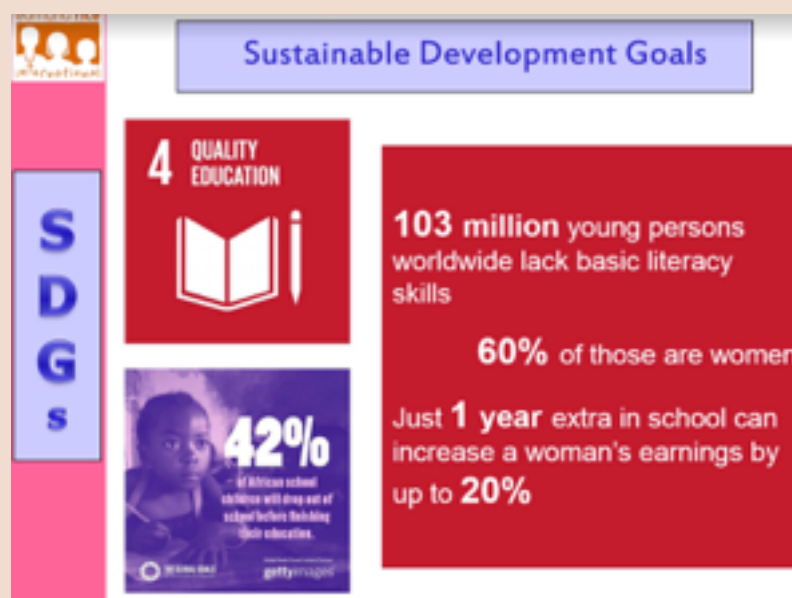 international
Sustainable Development Goals
S
D
G
s
4 QUALITY
EDUCATION
103 million young persons
worldwide lack basic literacy
skills
60% of those are women
Just 1 year extra in school can
increase a woman's earnings by
up to 20%
42%
of African school
children will drop out of
school before finishing
their education.
gettyimages